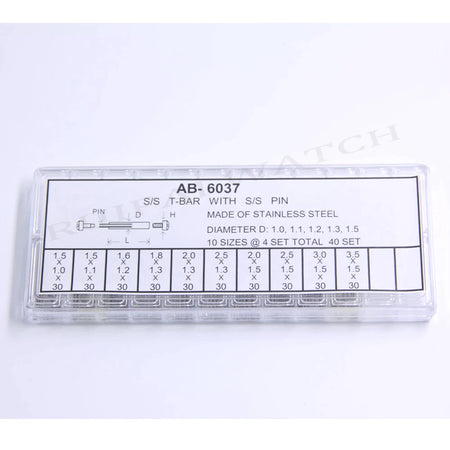 AB- 6037
S/S T-BAR WITH S/S PIN
PIN D H
L
MADE OF STAINLESS STEEL
DIAMETER D: 1.0, 1.1, 1.2, 1.3, 1.5
10 SIZES @ 4 SET TOTAL 40 SET
1.5 1.5 1.6 1.8 2.0 2.5 2.0 2.5 3.0 3.5
x x x x x x x x x x
1.0 1.1 1.2 1.3 1.3 1.3 1.5 1.5 1.5 1.5
x x x x x x x x x x
30 30 30 30 30 30 30 30 30 30